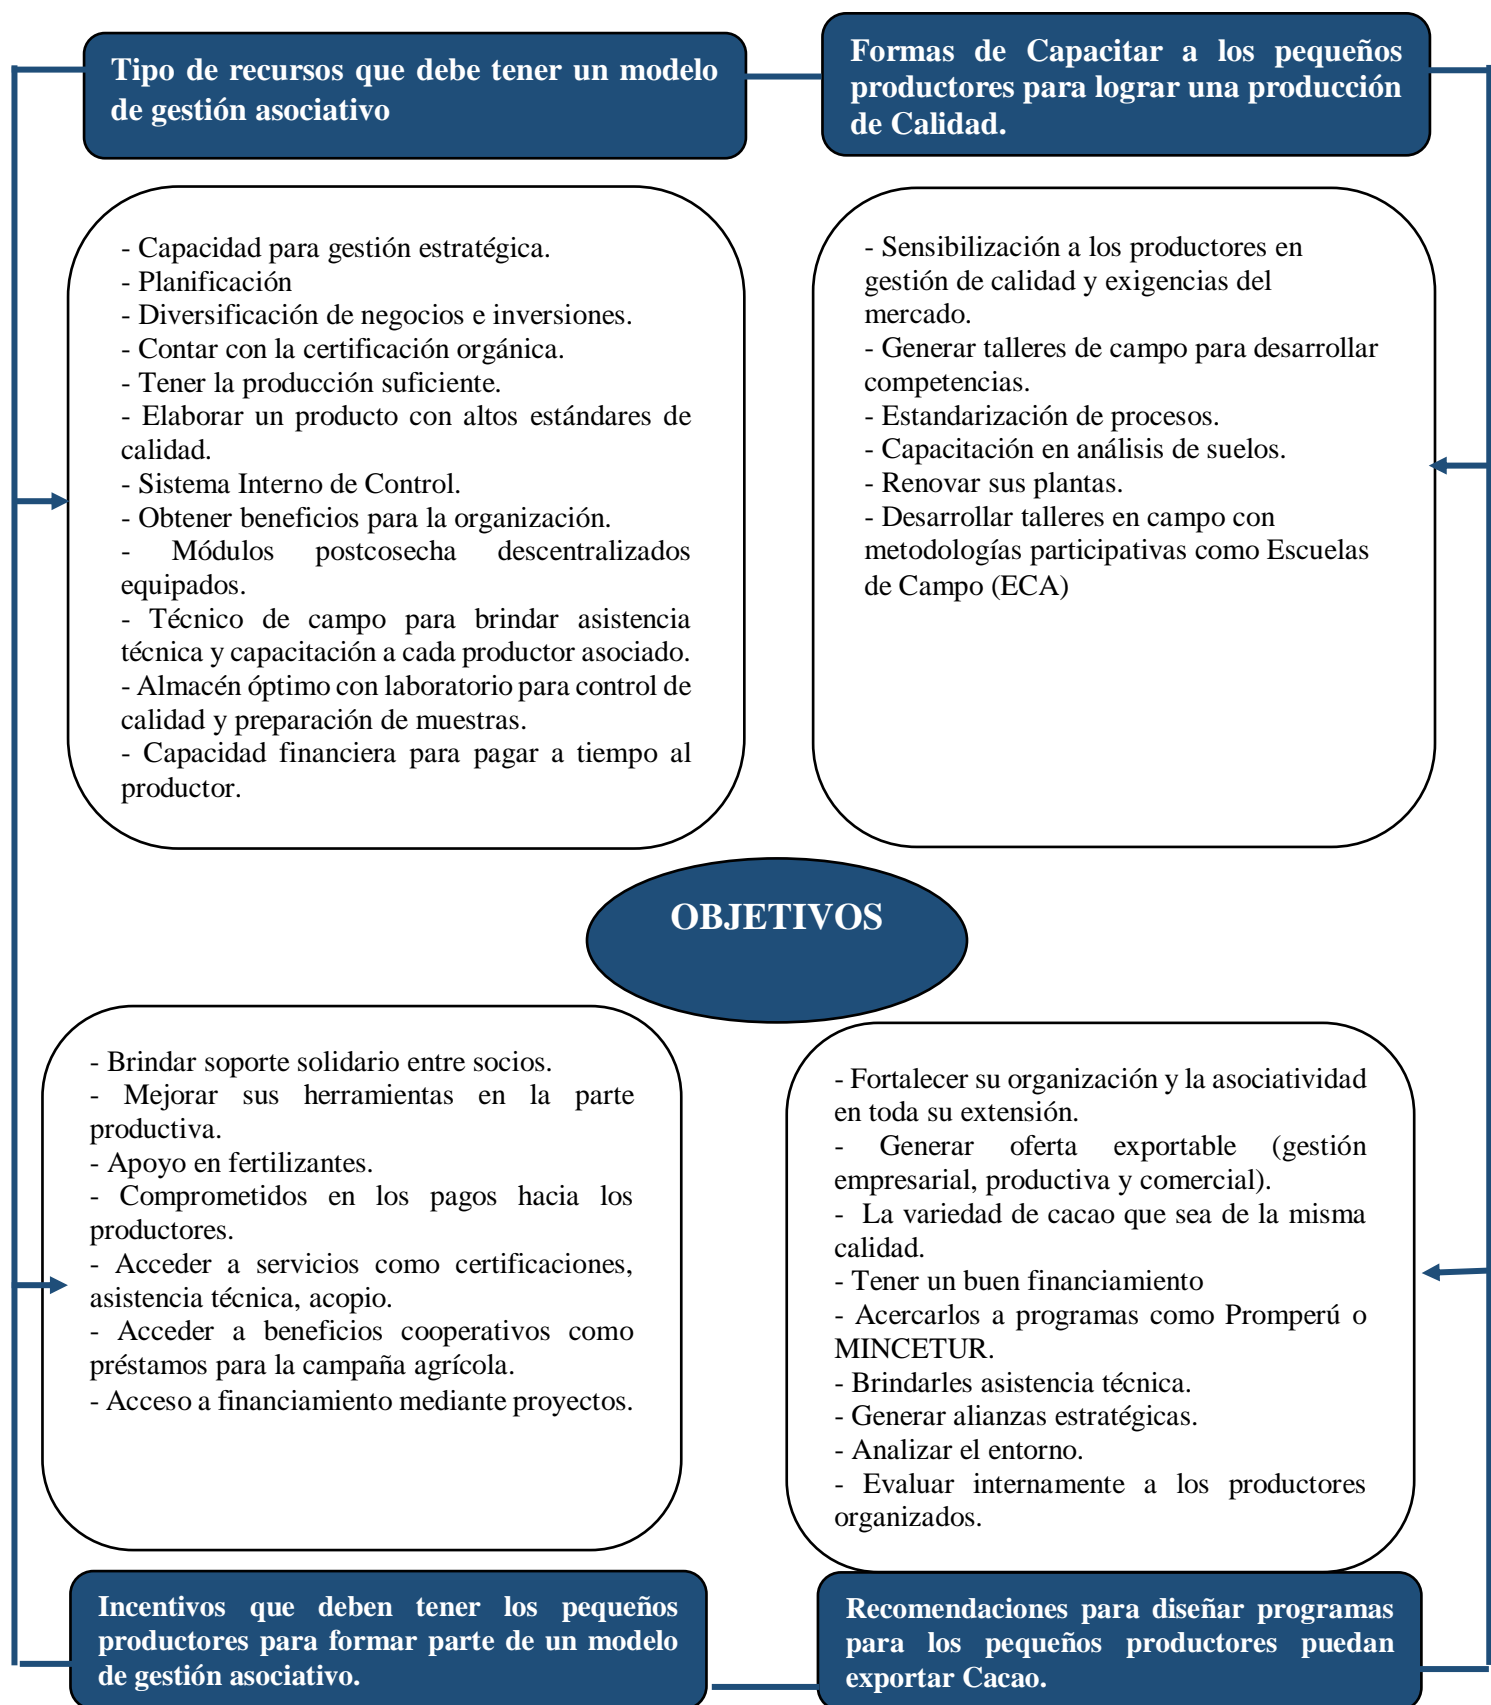 Tipo de recursos que debe tener un modelo
de gestión asociativo
Formas de Capacitar a los pequeños
productores para lograr una producción
de Calidad.
- Capacidad para gestión estratégica.
- Planificación
- Diversificación de negocios e inversiones.
- Contar con la certificación orgánica.
- Tener la producción suficiente.
- Elaborar un producto con altos estándares de
calidad.
- Sistema Interno de Control.
- Obtener beneficios para la organización.
- Módulos postcosecha descentralizados
equipados.
- Técnico de campo para brindar asistencia
técnica y capacitación a cada productor asociado.
- Almacén óptimo con laboratorio para control de
calidad y preparación de muestras.
- Capacidad financiera para pagar a tiempo al
productor.
- Sensibilización a los productores en
gestión de calidad y exigencias del
mercado.
- Generar talleres de campo para desarrollar
competencias.
- Estandarización de procesos.
- Capacitación en análisis de suelos.
- Renovar sus plantas.
- Desarrollar talleres en campo con
metodologías participativas como Escuelas
de Campo (ECA)
OBJETIVOS
- Brindar soporte solidario entre socios.
- Mejorar sus herramientas en la parte
productiva.
- Apoyo en fertilizantes.
- Comprometidos en los pagos hacia los
productores.
- Acceder a servicios como certificaciones,
asistencia técnica, acopio.
- Acceder a beneficios cooperativos como
préstamos para la campaña agrícola.
- Acceso a financiamiento mediante proyectos.
- Fortalecer su organización y la asociatividad
en toda su extensión.
- Generar oferta exportable (gestión
empresarial, productiva y comercial).
- La variedad de cacao que sea de la misma
calidad.
- Tener un buen financiamiento
- Acercarlos a programas como Promperú o
MINCETUR.
- Brindarles asistencia técnica.
- Generar alianzas estratégicas.
- Analizar el entorno.
- Evaluar internamente a los productores
organizados.
Incentivos que deben tener los pequeños
productores para formar parte de un modelo
de gestión asociativo.
Recomendaciones para diseñar programas
para los pequeños productores puedan
exportar Cacao.